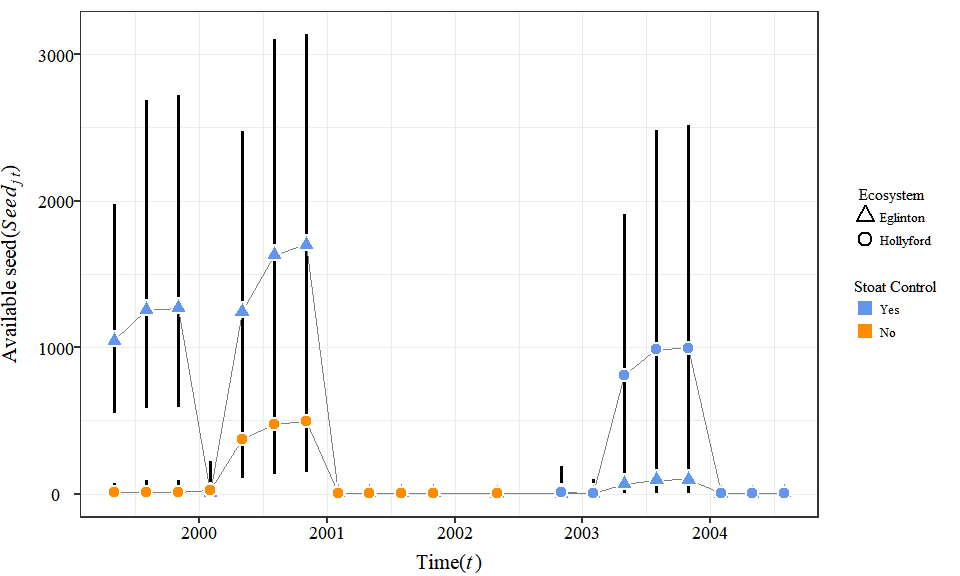 3000
2000
1000
0
Available seed(Seed j t)
2000
2001
2002
2003
2004
Time(t)
Ecosystem
Eglinton
Hollyford
Stoat Control
Yes
No